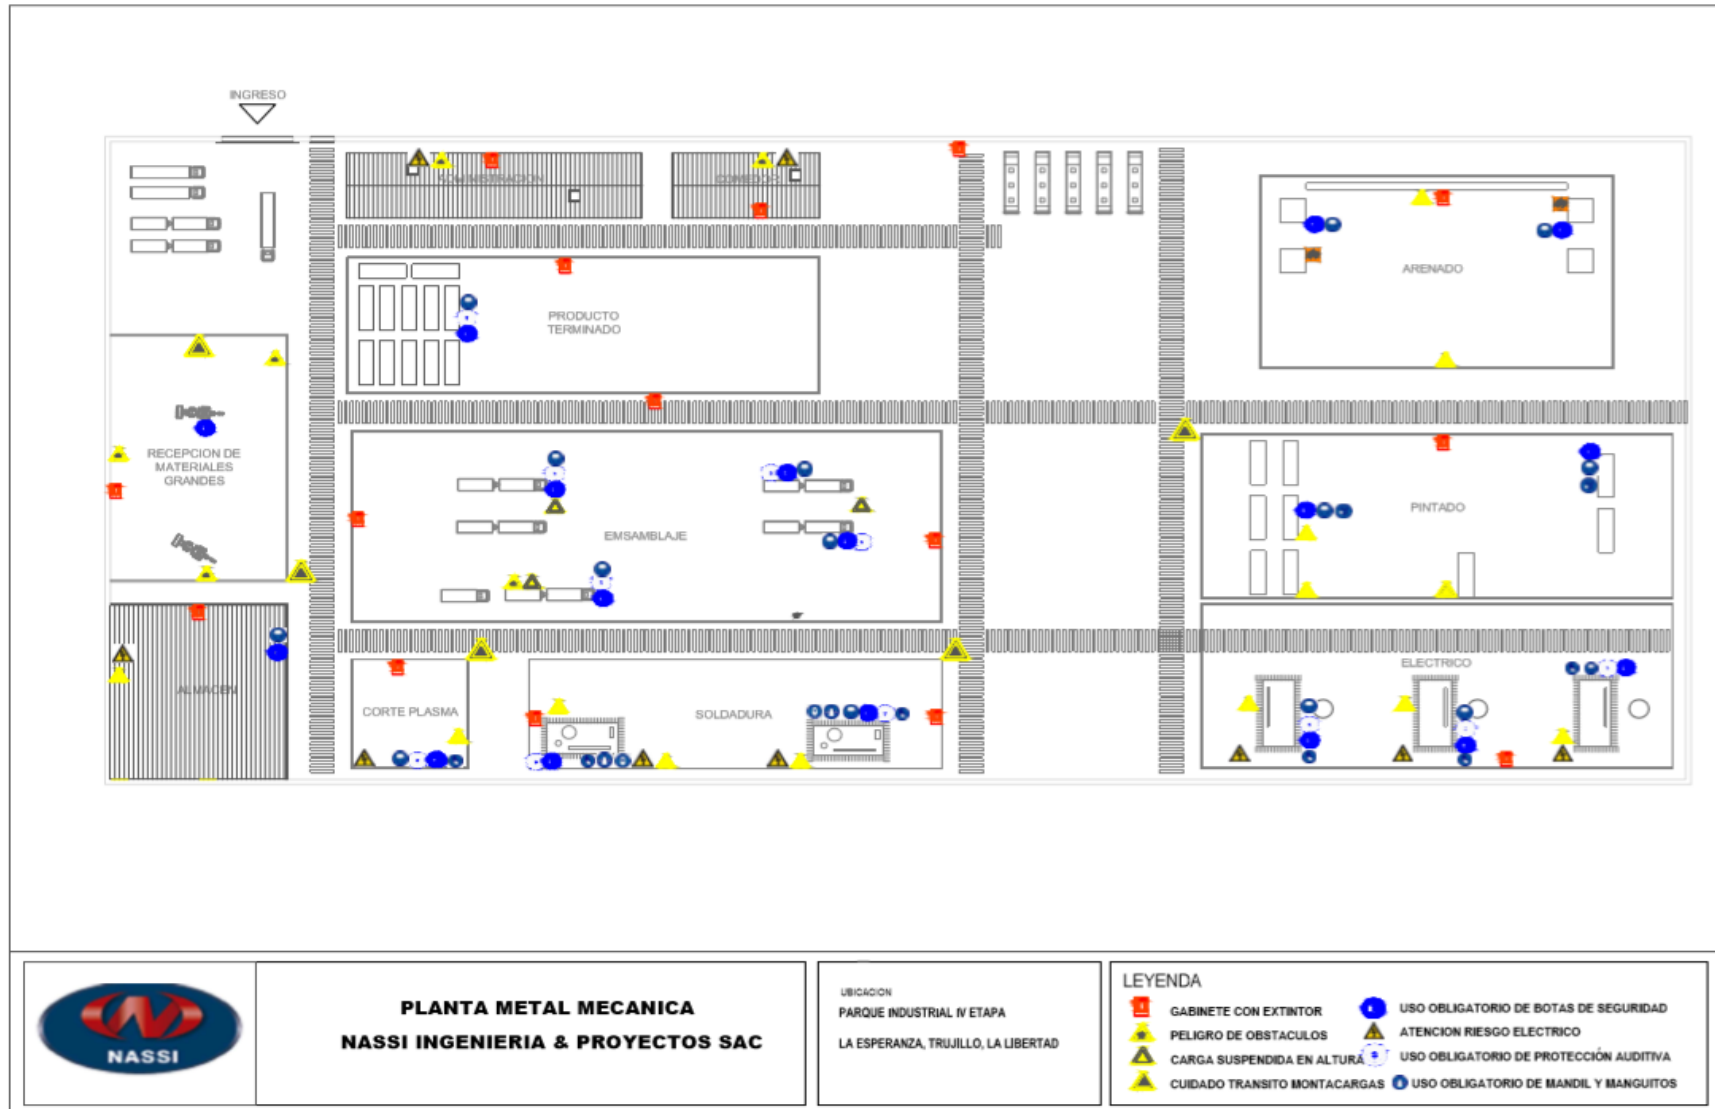 INGRESO
ADMINISTRACION
COMEDOR
ARENADO
PRODUCTO
TERMINADO
RECEPCION DE
MATERIALES
GRANDES
EMSAMBLAJE
PINTADO
ELECTRICO
ALMACEN
CORTE PLASMA
SOLDADURA
NASSI
PLANTA METAL MECANICA
NASSI INGENIERIA & PROYECTOS SAC
UBICACION
PARQUE INDUSTRIAL IV ETAPA
LA ESPERANZA, TRUJILLO, LA LIBERTAD
LEYENDA
GABINETE CON EXTINTOR
PELIGRO DE OBSTACULOS
CARGA SUSPENDIDA EN ALTURA
CUIDADO TRANSITO MONTACARGAS
USO OBLIGATORIO DE BOTAS DE SEGURIDAD
ATENCION RIESGO ELECTRICO
USO OBLIGATORIO DE PROTECCIÓN AUDITIVA
USO OBLIGATORIO DE MANDIL Y MANGUITOS